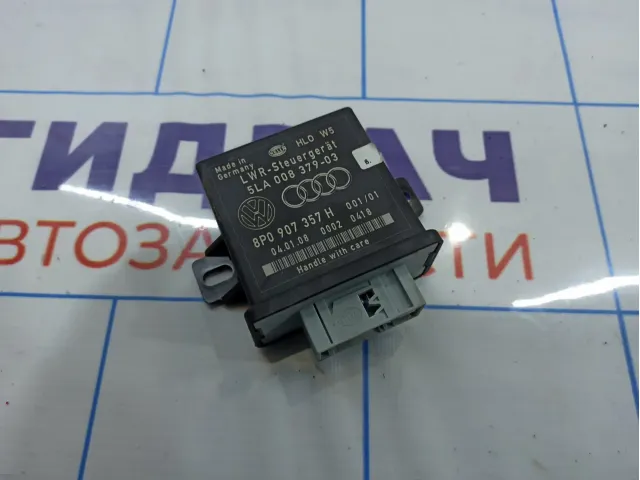 ГИДРАЧ
АВТОЗАПЧАСТИ
Made in
Germany
HLO W5
LWR-Steuergerät
5LA 008 379-03
8P0 907 357 H 001/01
04.01.08 0002 0418
Handle with care